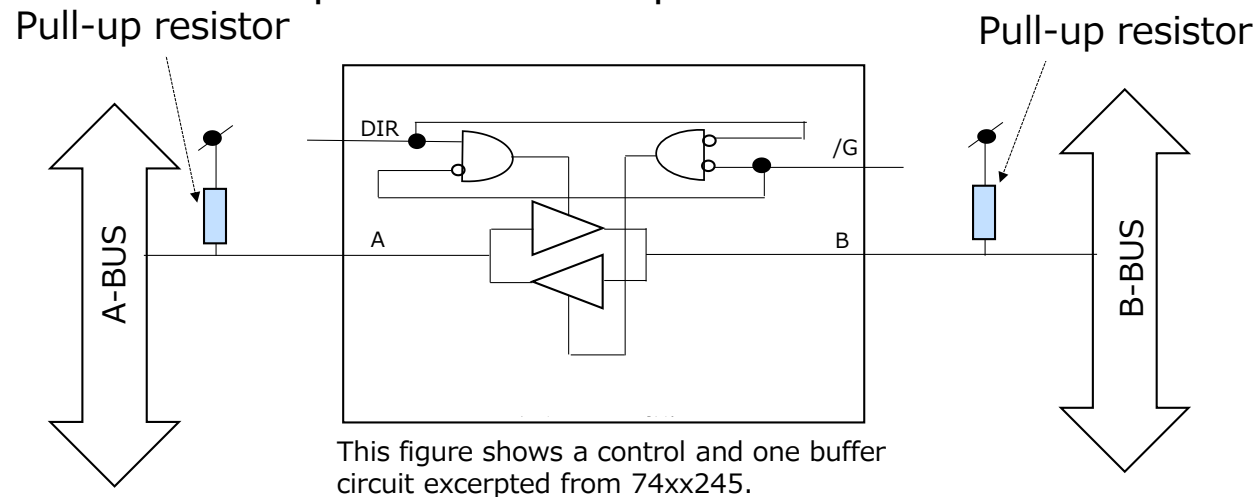 Pull-up resistor
Pull-up resistor
DIR
/G
A
B
A-BUS
B-BUS
This figure shows a control and one buffer
circuit excerpted from 74xx245.